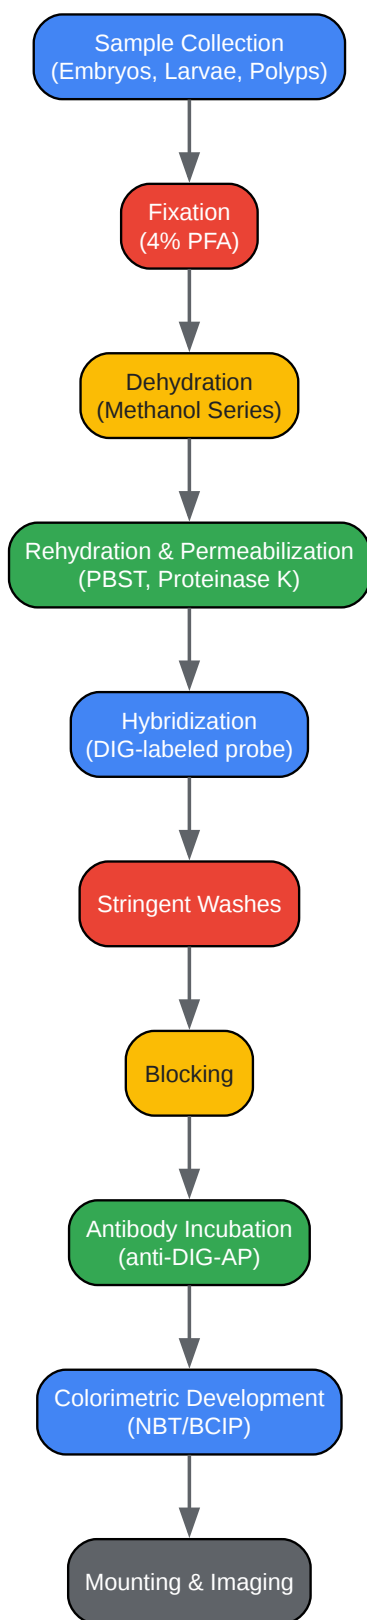 Sample Collection
(Embryos, Larvae, Polyps)
Fixation
(4% PFA)
Dehydration
(Methanol Series)
Rehydration & Permeabilization
(PBST, Proteinase K)
Hybridization
(DIG-labeled probe)
Stringent Washes
Blocking
Antibody Incubation
(anti-DIG-AP)
Colorimetric Development
(NBT/BCIP)
Mounting & Imaging